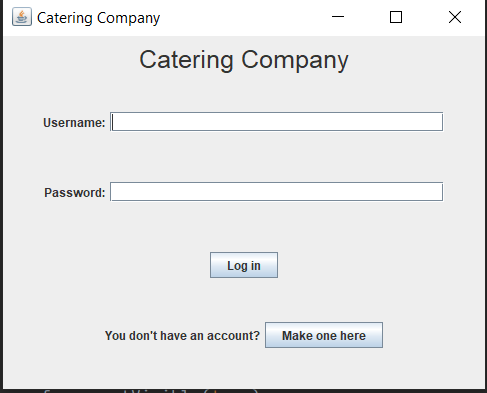 Catering Company
Catering Company
Username:
Password:
Log in
You don't have an account? Make one here